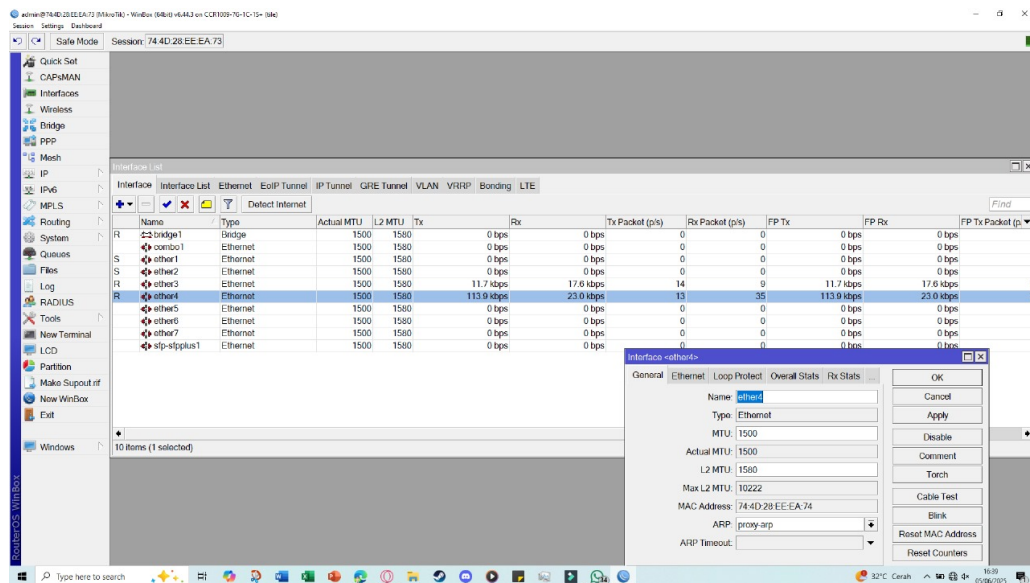 admin@74:4D:28:EE:EA:73 (MikroTik) - WinBox (64bit) v6.44.3 on CCR1009-7G-1C-1S+ (tile)
Session Settings Dashboard
Safe Mode Session: 74:4D:28:EE:EA:73
Quick Set
CAPsMAN
Interfaces
Wireless
Bridge
PPP
Mesh
IP
IPv6
MPLS
Routing
System
Queues
Files
Log
RADIUS
Tools
New Terminal
LCD
Partition
Make Supout.rif
New WinBox
Exit
Windows
RouterOS WinBox
Interface List
Interface Interface List Ethernet EoIP Tunnel IP Tunnel GRE Tunnel VLAN VRRP Bonding LTE
Detect Internet Find
Name Type Actual MTU L2 MTU Tx Rx Tx Packet (p/s) Rx Packet (p/s) FP Tx FP Rx FP Tx Packet (p
R bridge1 Bridge 1500 1580 0 bps 0 bps 0 0 0 bps 0 bps
combo1 Ethernet 1500 1580 0 bps 0 bps 0 0 0 bps 0 bps
S ether1 Ethernet 1500 1580 0 bps 0 bps 0 0 0 bps 0 bps
S ether2 Ethernet 1500 1580 0 bps 0 bps 0 0 0 bps 0 bps
R ether3 Ethernet 1500 1580 11.7 kbps 17.6 kbps 14 9 11.7 kbps 17.6 kbps
R ether4 Ethernet 1500 1580 113.9 kbps 23.0 kbps 13 35 113.9 kbps 23.0 kbps
ether5 Ethernet 1500 1580 0 bps 0 bps 0 0 0 bps 0 bps
ether6 Ethernet 1500 1580 0 bps 0 bps 0 0 0 bps 0 bps
ether7 Ethernet 1500 1580 0 bps 0 bps 0 0 0 bps 0 bps
sfp-sfpplus1 Ethernet 1500 1580 0 bps 0 bps 0 0 0 bps 0 bps
10 items (1 selected)
Interface <ether4>
General Ethernet Loop Protect Overall Stats Rx Stats ...
Name: ether4
Type: Ethernet
MTU: 1500
Actual MTU: 1500
L2 MTU: 1580
Max L2 MTU: 10222
MAC Address: 74:4D:28:EE:EA:74
ARP: proxy-arp
ARP Timeout:
OK
Cancel
Apply
Disable
Comment
Torch
Cable Test
Blink
Reset MAC Address
Reset Counters
Type here to search
32°C Cerah
16:39
05/06/2025